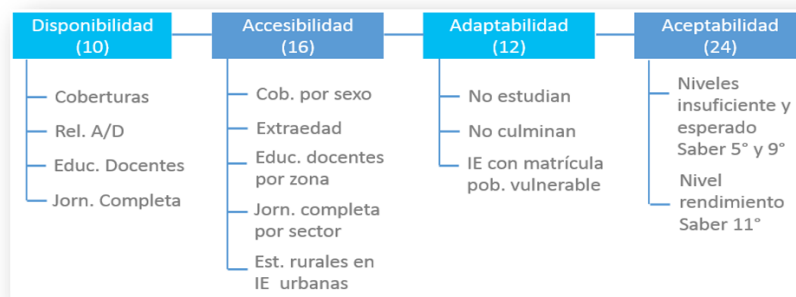 Disponibilidad
(10)
Coberturas
Rel. A/D
Educ. Docentes
Jorn. Completa
Accesibilidad
(16)
Cob. por sexo
Extraedad
Educ. docentes
por zona
Jorn. completa
por sector
Est. rurales en
IE urbanas
Adaptabilidad
(12)
No estudian
No culminan
IE con matrícula
pob. vulnerable
Aceptabilidad
(24)
Niveles
insuficiente y
esperado
Saber 5° y 9°
Nivel
rendimiento
Saber 11°